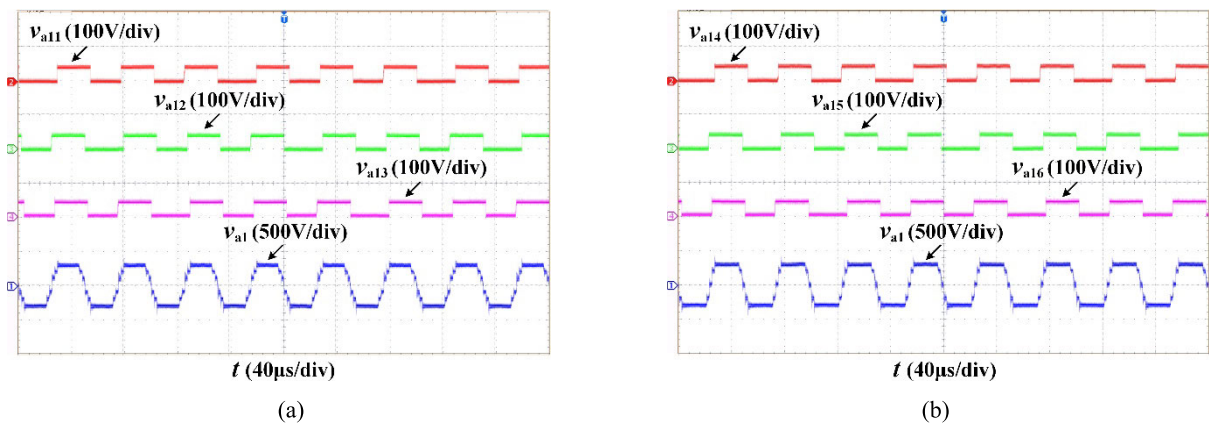 va11 (100V/div)
va12 (100V/div)
va13 (100V/div)
va1 (500V/div)
t (40μs/div)
(a)
va14 (100V/div)
va15 (100V/div)
va16 (100V/div)
va1 (500V/div)
t (40μs/div)
(b)